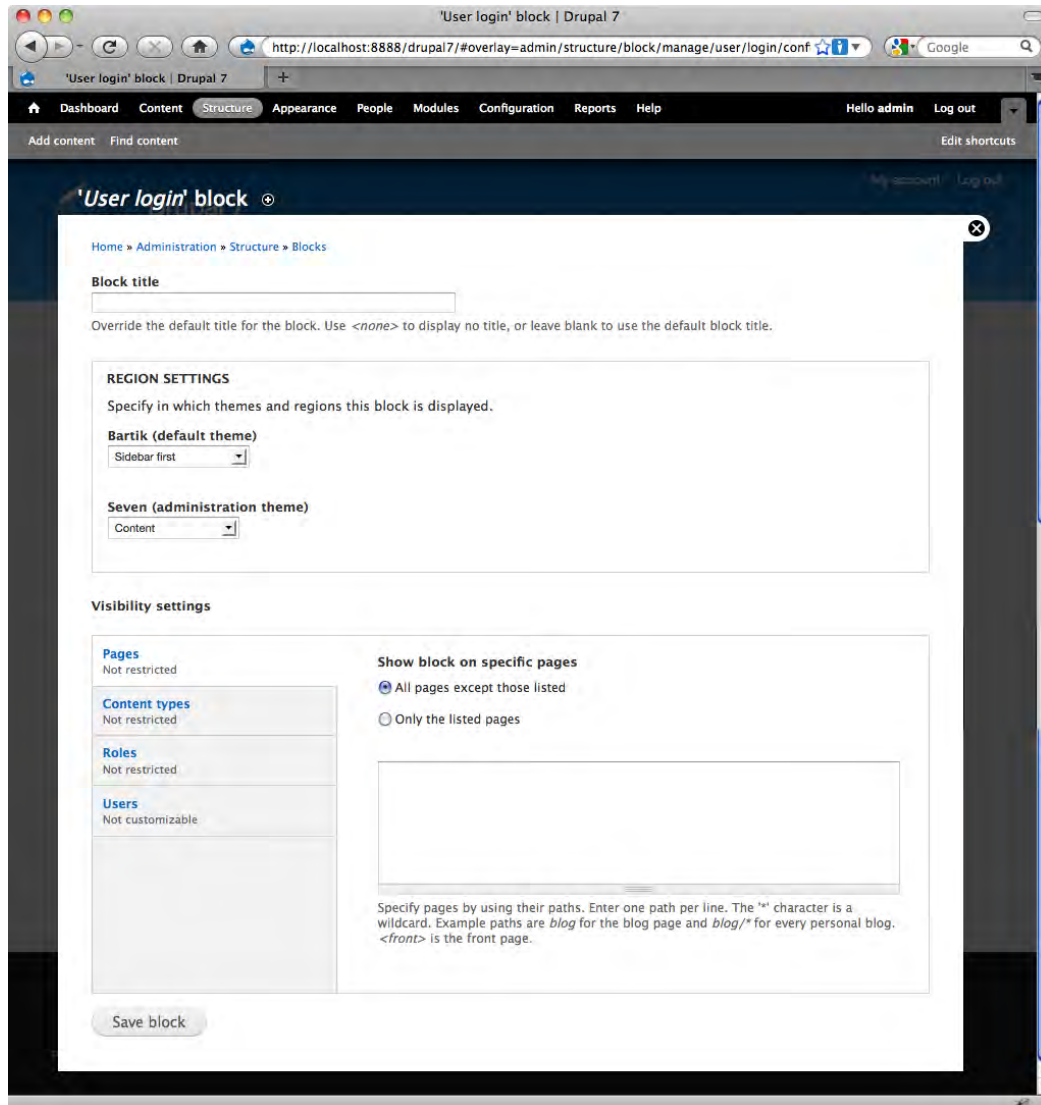 'User login' block | Drupal 7
http://localhost:8888/drupal7/#overlay=admin/structure/block/manage/user/login/conf
Google
'User login' block | Drupal 7
Dashboard Content Structure Appearance People Modules Configuration Reports Help Hello admin Log out
Add content Find content Edit shortcuts
My account Log out
'User login' block
Home » Administration » Structure » Blocks
Block title
Override the default title for the block. Use <none> to display no title, or leave blank to use the default block title.
REGION SETTINGS
Specify in which themes and regions this block is displayed.
Bartik (default theme)
Sidebar first
Seven (administration theme)
Content
Visibility settings
Pages
Not restricted
Content types
Not restricted
Roles
Not restricted
Users
Not customizable
Show block on specific pages
All pages except those listed
Only the listed pages
Specify pages by using their paths. Enter one path per line. The '*' character is a
wildcard. Example paths are blog for the blog page and blog/* for every personal blog.
<front> is the front page.
Save block